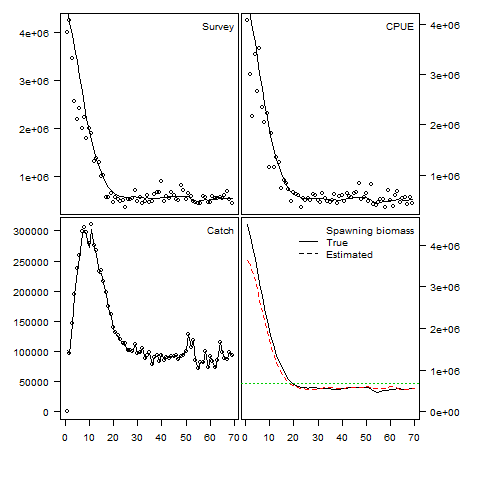 Survey
CPUE
4e+06
3e+06
2e+06
1e+06
4e+06
3e+06
2e+06
1e+06
Catch
Spawning biomass
True
Estimated
300000
250000
200000
150000
100000
50000
0
4e+06
3e+06
2e+06
1e+06
0e+00
0 10 20 30 40 50 60 70
0 10 20 30 40 50 60 70